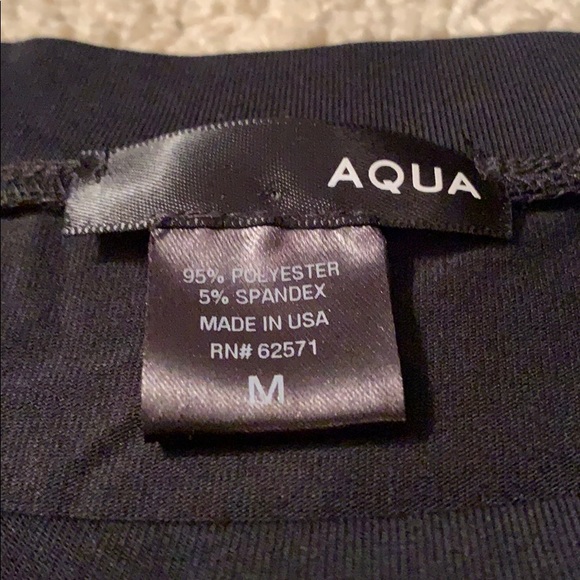 AQUA
95% POLYESTER
5% SPANDEX
MADE IN USA
RN# 62571
M